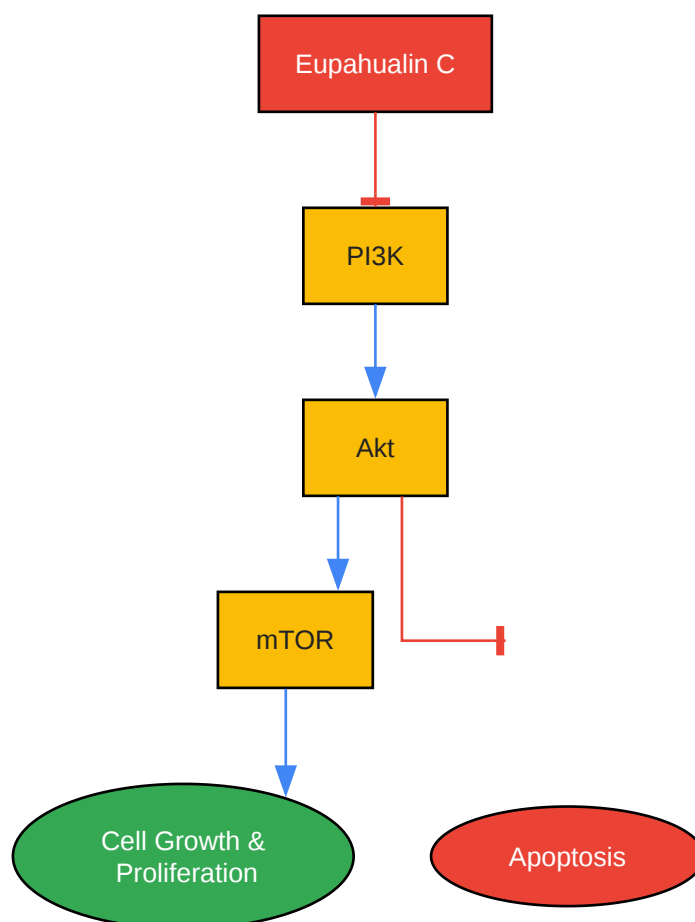 Eupahualin C
PI3K
Akt
mTOR
Cell Growth &
Proliferation
Apoptosis